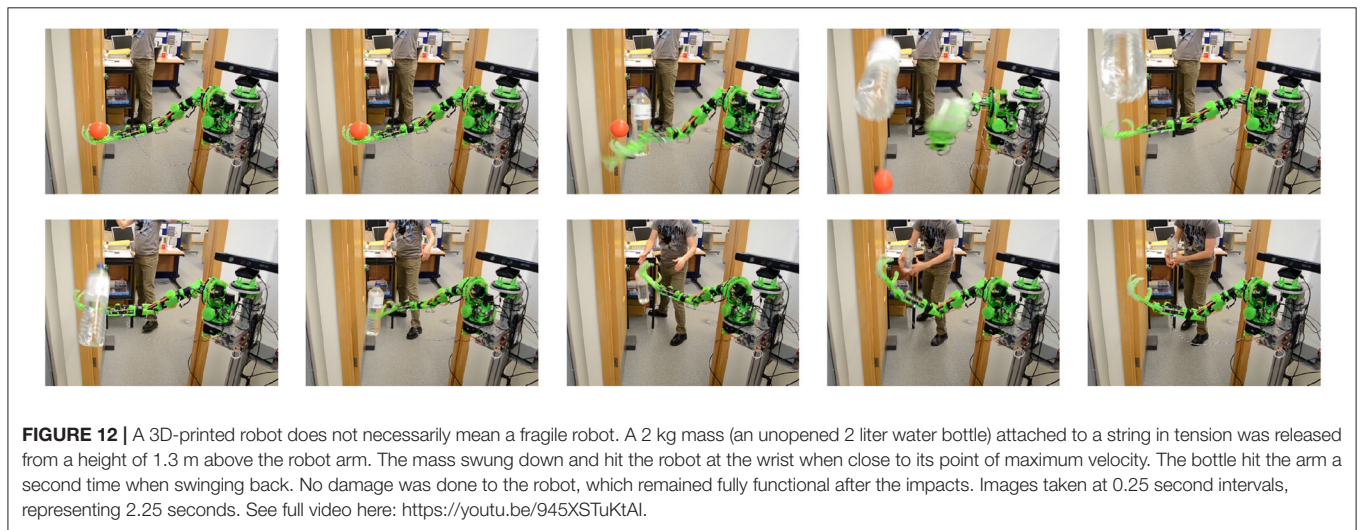 FIGURE 12 | A 3D-printed robot does not necessarily mean a fragile robot. A 2 kg mass (an unopened 2 liter water bottle) attached to a string in tension was released
from a height of 1.3 m above the robot arm. The mass swung down and hit the robot at the wrist when close to its point of maximum velocity. The bottle hit the arm a
second time when swinging back. No damage was done to the robot, which remained fully functional after the impacts. Images taken at 0.25 second intervals,
representing 2.25 seconds. See full video here: https://youtu.be/945XSTuKtAI.